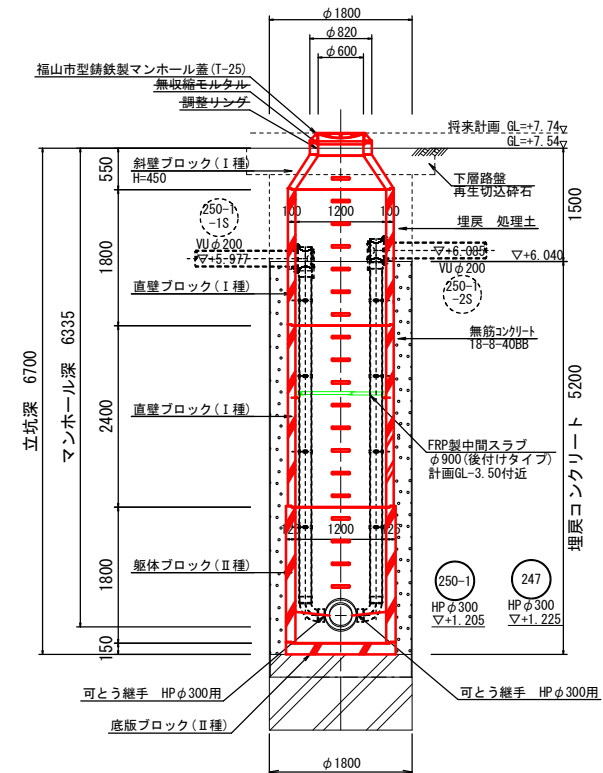 φ1800
φ820
φ600
福山市型鋳鉄製マンホール蓋(T-25)
無収縮モルタル
調整リング
将来計画 GL=+7.74
GL=+7.54
斜壁ブロック(Ⅰ種)
H=450
下層路盤
再生切込砕石
550
1500
250-1
-1S
100
1200
100
埋戻 処理土
VUφ200
▽+5.977
▽+6.085
VUφ200
▽+6.040
250-1
-2S
1800
直壁ブロック(Ⅰ種)
無筋コンクリート
18-8-40BB
立坑深 6700
マンホール深 6335
2400
直壁ブロック(Ⅰ種)
FRP製中間スラブ
φ900(後付けタイプ)
計画GL-3.50付近
5200
埋戻コンクリート
1200
1800
躯体ブロック(Ⅱ種)
250-1
HPφ300
▽+1.205
247
HPφ300
▽+1.225
150
可とう継手 HPφ300用
可とう継手 HPφ300用
底版ブロック(Ⅱ種)
φ1800